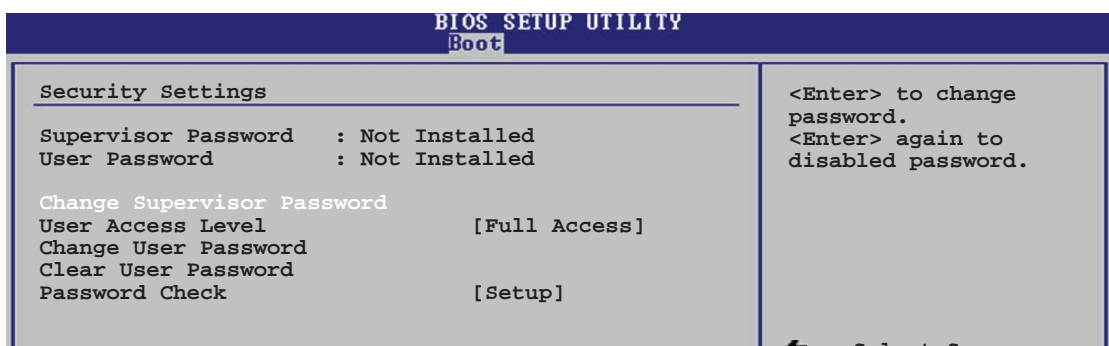 BIOS SETUP UTILITY
Boot
Security Settings
Supervisor Password : Not Installed
User Password : Not Installed
Change Supervisor Password
User Access Level [Full Access]
Change User Password
Clear User Password
Password Check [Setup]
<Enter> to change
password.
<Enter> again to
disabled password.